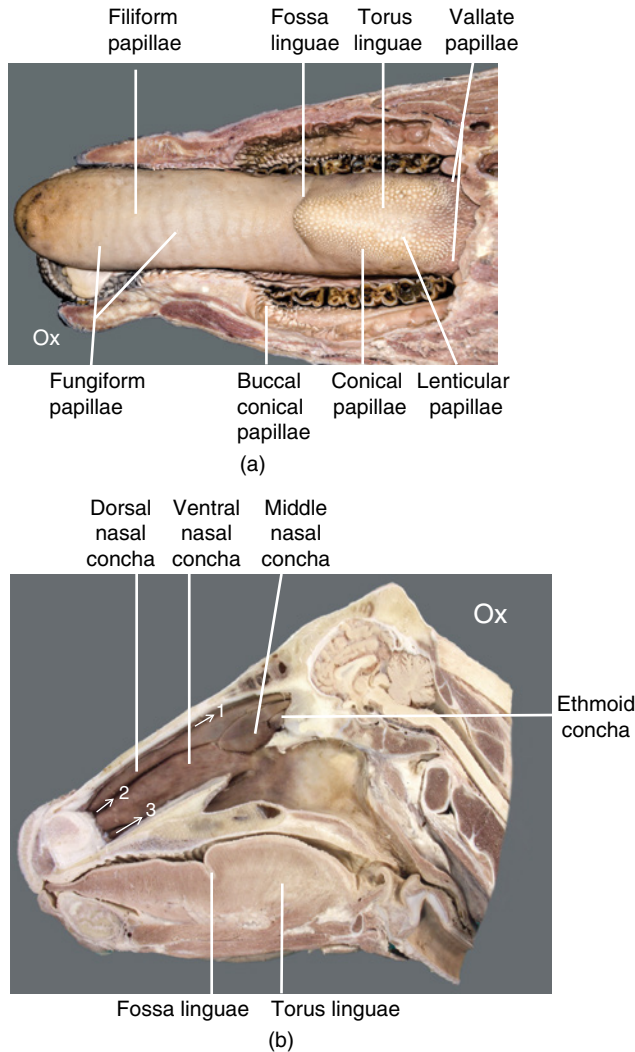 Filiform
papillae
Fossa
linguae
Torus
linguae
Vallate
papillae
Ox
Fungiform
papillae
Buccal
conical
papillae
Conical
papillae
Lenticular
papillae
(a)
Dorsal
nasal
concha
Ventral
nasal
concha
Middle
nasal
concha
Ox
1
Ethmoid
concha
2
3
Fossa linguae
Torus linguae
(b)